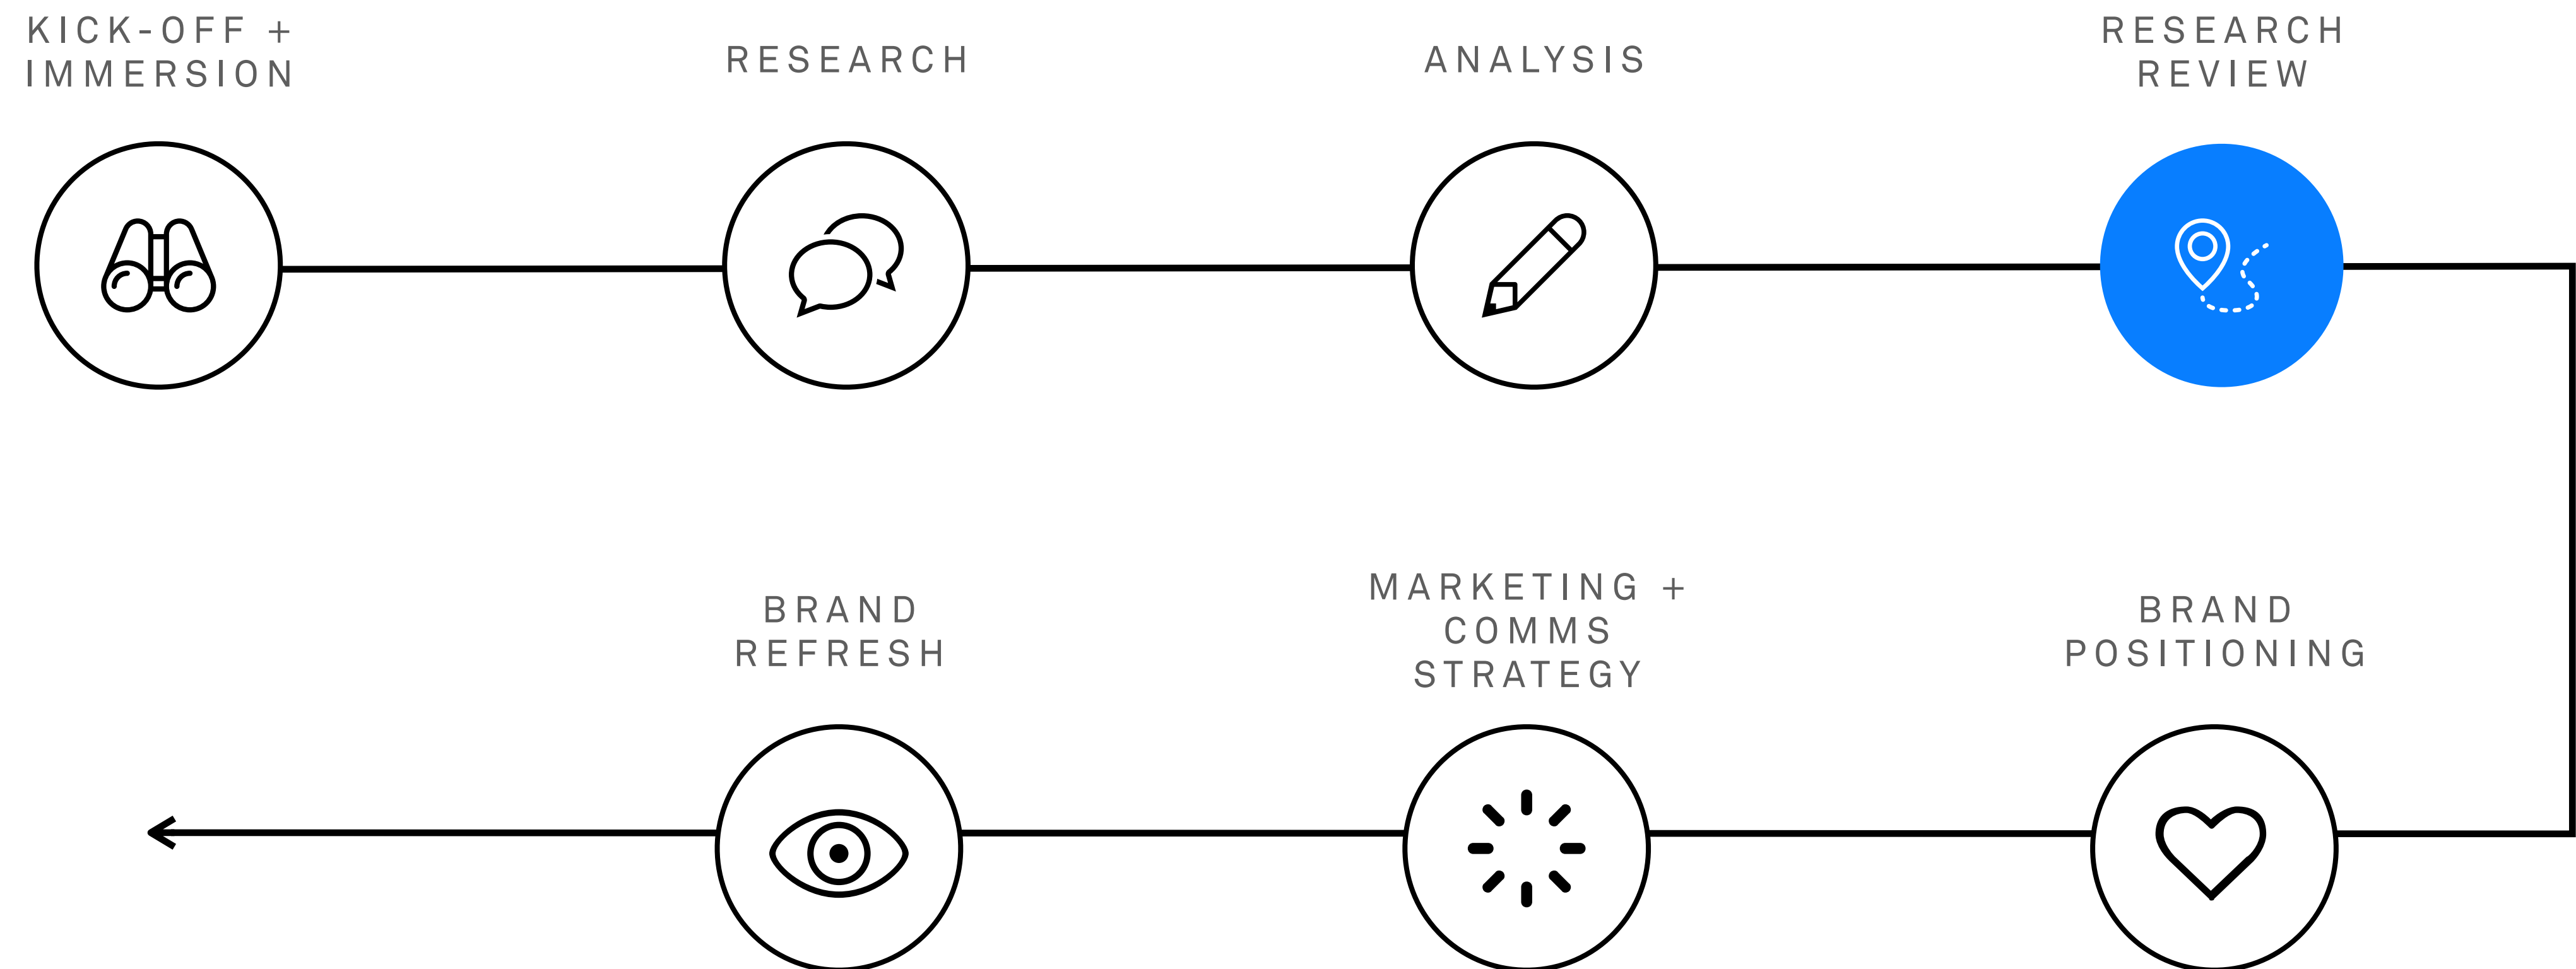 KICK-OFF +
IMMERSION
RESEARCH
ANALYSIS
RESEARCH
REVIEW
BRAND
REFRESH
MARKETING +
COMMS
STRATEGY
BRAND
POSITIONING